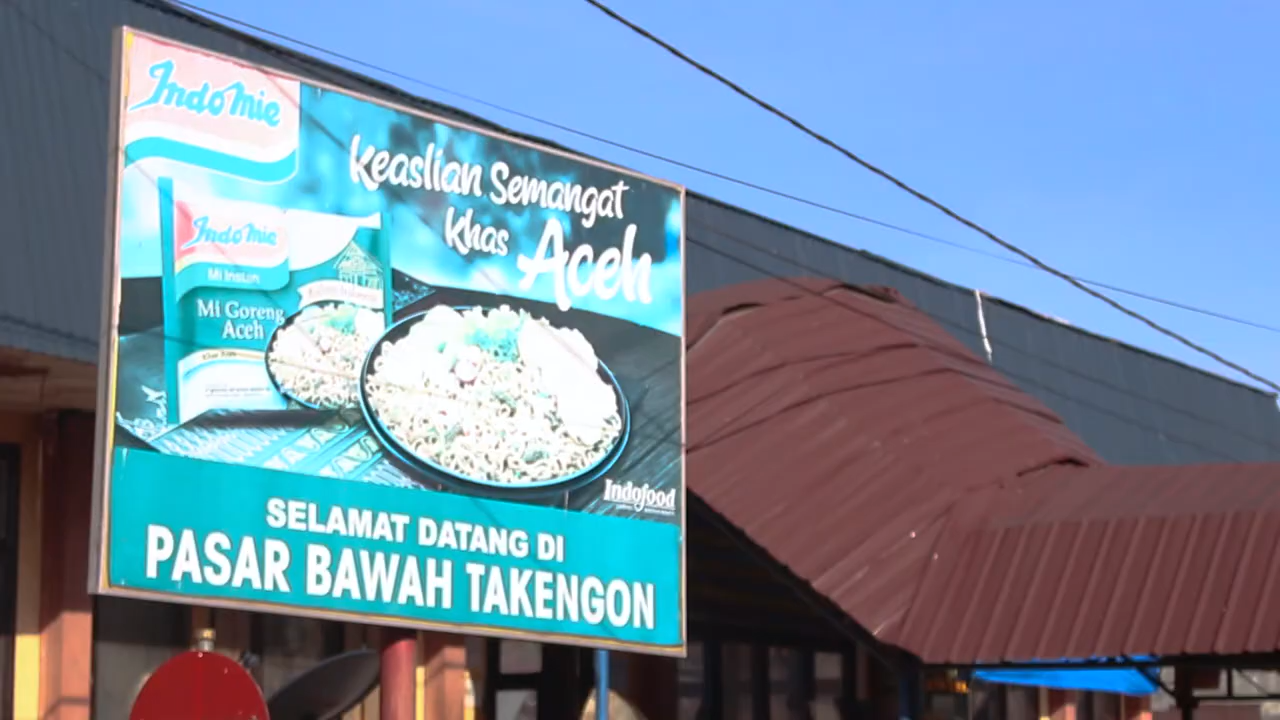 Indomie
Keaslian Semangat
Khas Aceh
Indomie
Mi Instan
Mi Goreng
Aceh
Indofood
SELAMAT DATANG DI
PASAR BAWAH TAKENGON